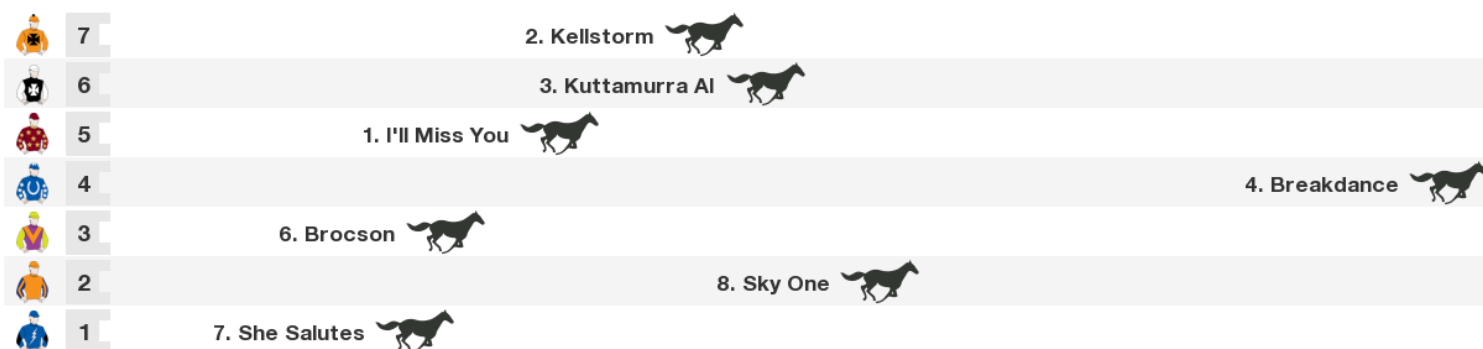 7 2. Kellstorm
6 3. Kuttamurra Al
5 1. I'll Miss You
4 4. Breakdance
3 6. Brocson
2 8. Sky One
1 7. She Salutes